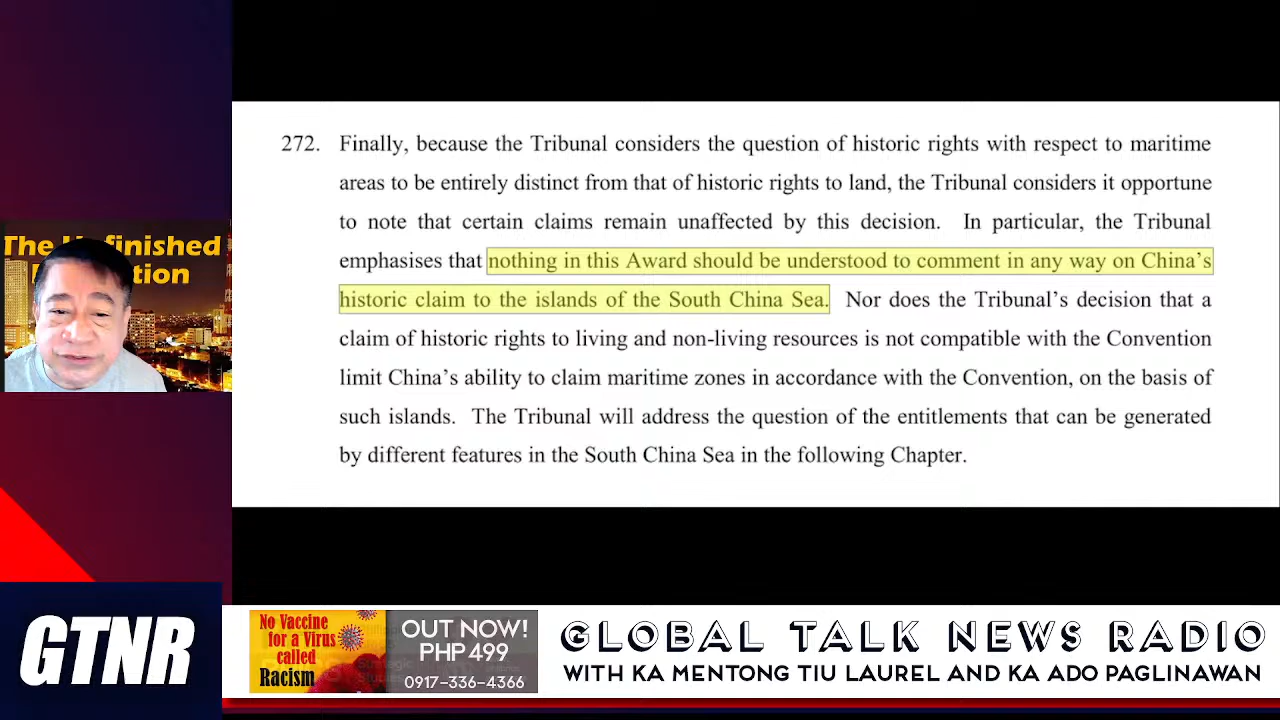 272. Finally, because the Tribunal considers the question of historic rights with respect to maritime
areas to be entirely distinct from that of historic rights to land, the Tribunal considers it opportune
to note that certain claims remain unaffected by this decision. In particular, the Tribunal
emphasises that nothing in this Award should be understood to comment in any way on China's
historic claim to the islands of the South China Sea. Nor does the Tribunal's decision that a
claim of historic rights to living and non-living resources is not compatible with the Convention
limit China's ability to claim maritime zones in accordance with the Convention, on the basis of
such islands. The Tribunal will address the question of the entitlements that can be generated
by different features in the South China Sea in the following Chapter.
The Unfinished
GTNR
No Vaccine
for a Virus
called
Racism
OUT NOW!
PHP 499
0917-336-4366
GLOBAL TALK NEWS RADIO
WITH KA MENTONG TIU LAUREL AND KA ADO PAGLINAWAN